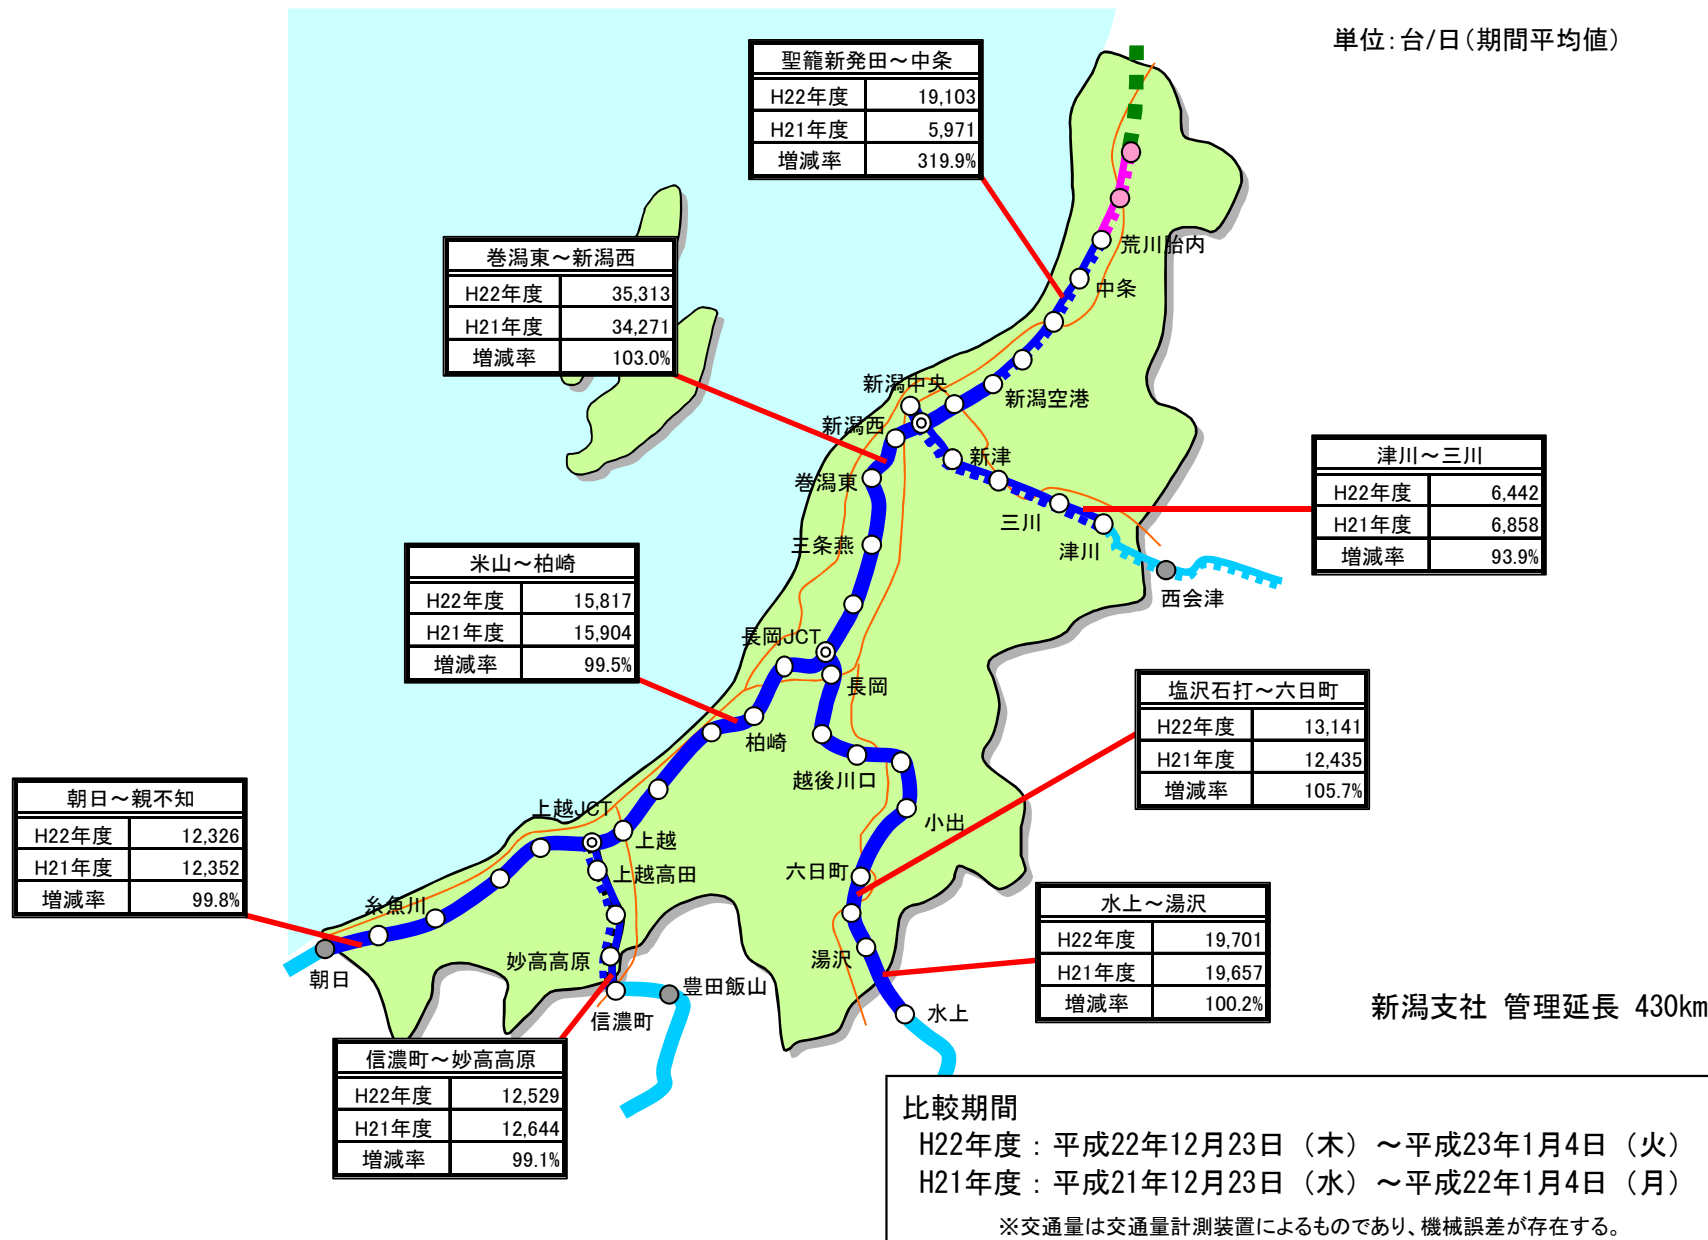 単位：台/日（期間平均値）
聖籠新発田～中条
H22年度 19,103
H21年度 5,971
増減率 319.9%
巻潟東～新潟西
H22年度 35,313
H21年度 34,271
増減率 103.0%
荒川胎内
中条
新潟中央
新潟空港
新潟西
新津
巻潟東
三川
津川
三条燕
西会津
津川～三川
H22年度 6,442
H21年度 6,858
増減率 93.9%
米山～柏崎
H22年度 15,817
H21年度 15,904
増減率 99.5%
長岡JCT
長岡
柏崎
越後川口
塩沢石打～六日町
H22年度 13,141
H21年度 12,435
増減率 105.7%
朝日～親不知
H22年度 12,326
H21年度 12,352
増減率 99.8%
上越JCT
上越
小出
上越高田
六日町
糸魚川
水上～湯沢
H22年度 19,701
H21年度 19,657
増減率 100.2%
妙高高原
湯沢
朝日
豊田飯山
信濃町
水上
新潟支社 管理延長 430km
信濃町～妙高高原
H22年度 12,529
H21年度 12,644
増減率 99.1%
比較期間
H22年度：平成22年12月23日（木）～平成23年1月4日（火）
H21年度：平成21年12月23日（水）～平成22年1月4日（月）
※交通量は交通量計測装置によるものであり、機械誤差が存在する。